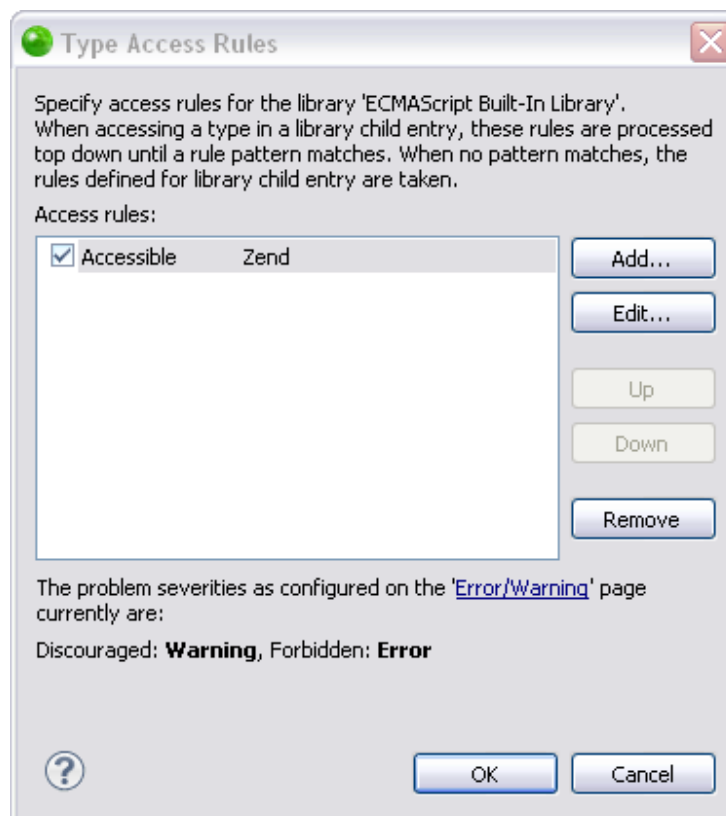 Type Access Rules
Specify access rules for the library 'ECMAScript Built-In Library'.
When accessing a type in a library child entry, these rules are processed
top down until a rule pattern matches. When no pattern matches, the
rules defined for library child entry are taken.
Access rules:
Accessible Zend
Add...
Edit...
Up
Down
Remove
The problem severities as configured on the 'Error/Warning' page
currently are:
Discouraged: Warning, Forbidden: Error
?
OK Cancel